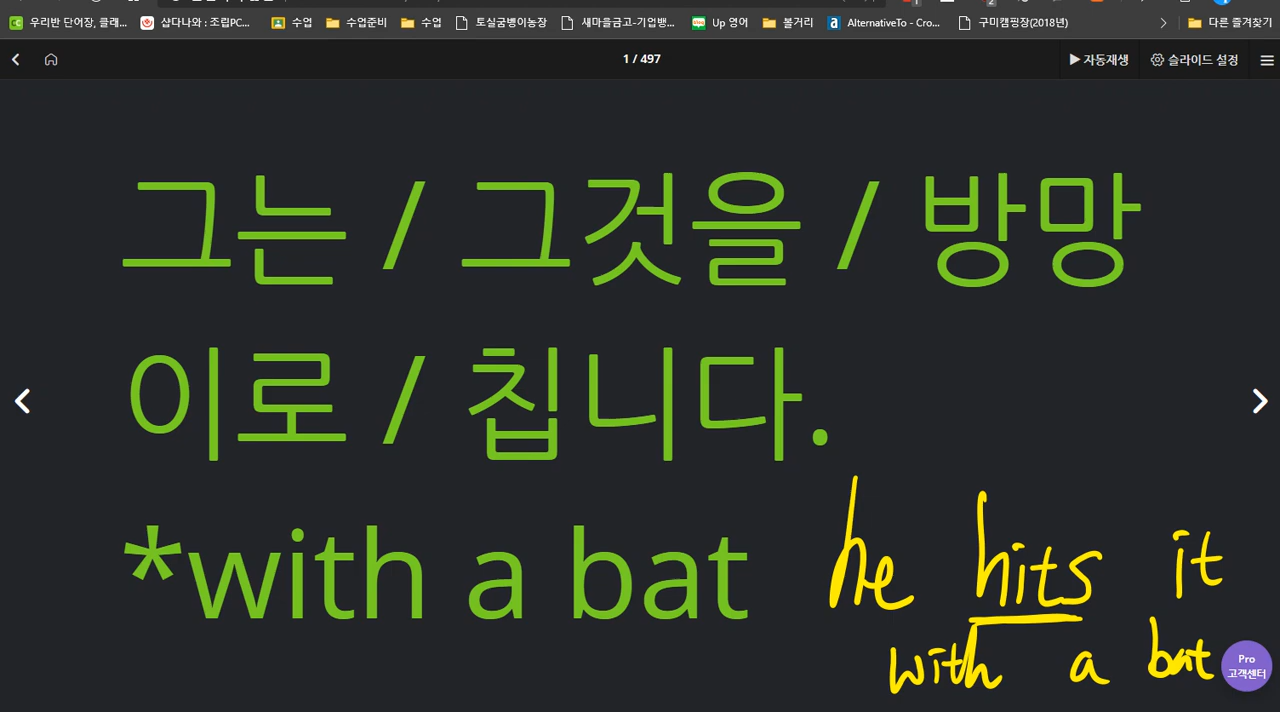 우리반 단어장, 클래... 샵다나와 : 조립PC... 수업 수업준비 수업 토실굼벵이농장 새마을금고-기업뱅... Up 영어 볼거리 AlternativeTo - Cro... 구미캠핑장(2018년) 다른 즐겨찾기
1 / 497 ▶자동재생 슬라이드 설정
그는 / 그것을 / 방망
이로 / 칩니다.
*with a bat
he hits it
with a bat
Pro
고객센터